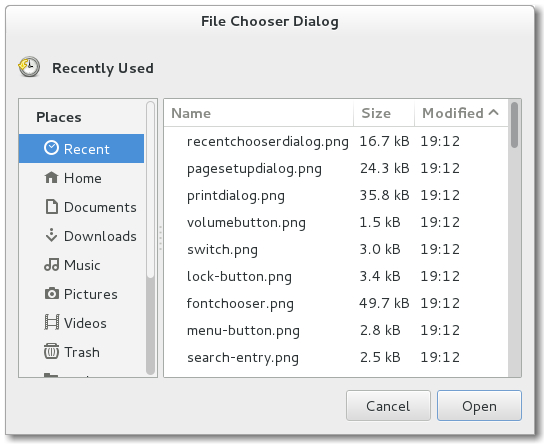 File Chooser Dialog
Recently Used
Places
Recent
Home
Documents
Downloads
Music
Pictures
Videos
Trash
Name Size Modified
recentchooserdialog.png 16.7 kB 19:12
pagesetupdialog.png 24.3 kB 19:12
printdialog.png 35.8 kB 19:12
volumebutton.png 1.5 kB 19:12
switch.png 3.0 kB 19:12
lock-button.png 3.4 kB 19:12
fontchooser.png 49.7 kB 19:12
menu-button.png 2.8 kB 19:12
search-entry.png 2.5 kB 19:12
Cancel Open